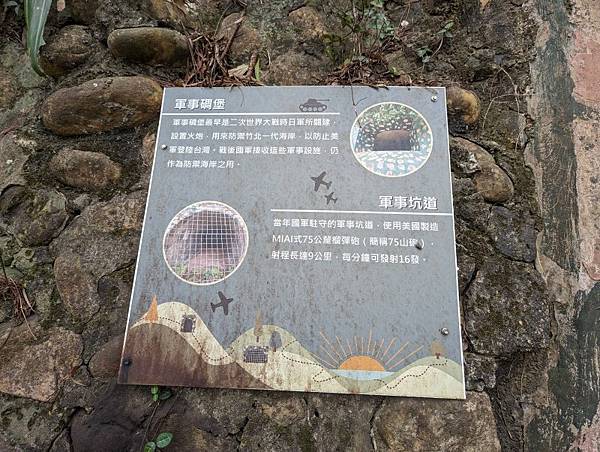 軍事碉堡
軍事碉堡最早是二次世界大戰時日軍所闢建，
設置火炮，用來防禦竹北一代海岸，以防止美
軍登陸台灣。戰後國軍接收這些軍事設施，仍
作為防禦海岸之用。
軍事坑道
當年國軍駐守的軍事坑道，使用美國製造
MIAI式75公釐榴彈砲（簡稱75山砲），
射程長達9公里，每分鐘可發射16發。